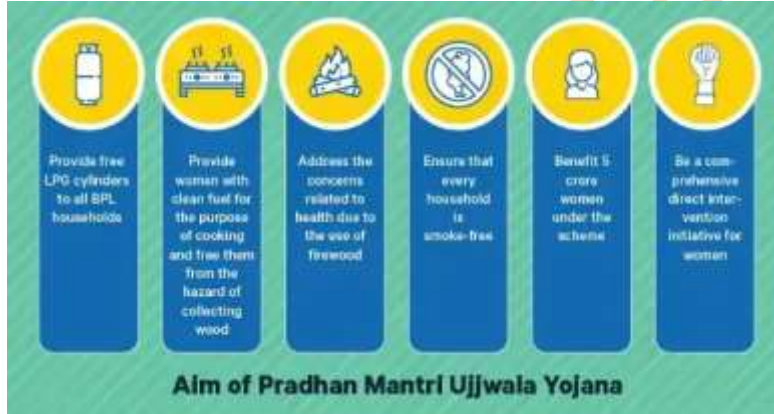 Provide free
LPG cylinders
to all BPL
households
Provide
women with
clean fuel for
the purpose
of cooking
and free them
from the
hazard of
collecting
wood
Address the
concerns
related to
health due to
the use of
firewood
Ensure that
every
household
is
smoke-free
Benefit 5
crore
women
under the
scheme
Be a com-
prehensive
direct inter-
vention
initiative for
women
Aim of Pradhan Mantri Ujjwala Yojana